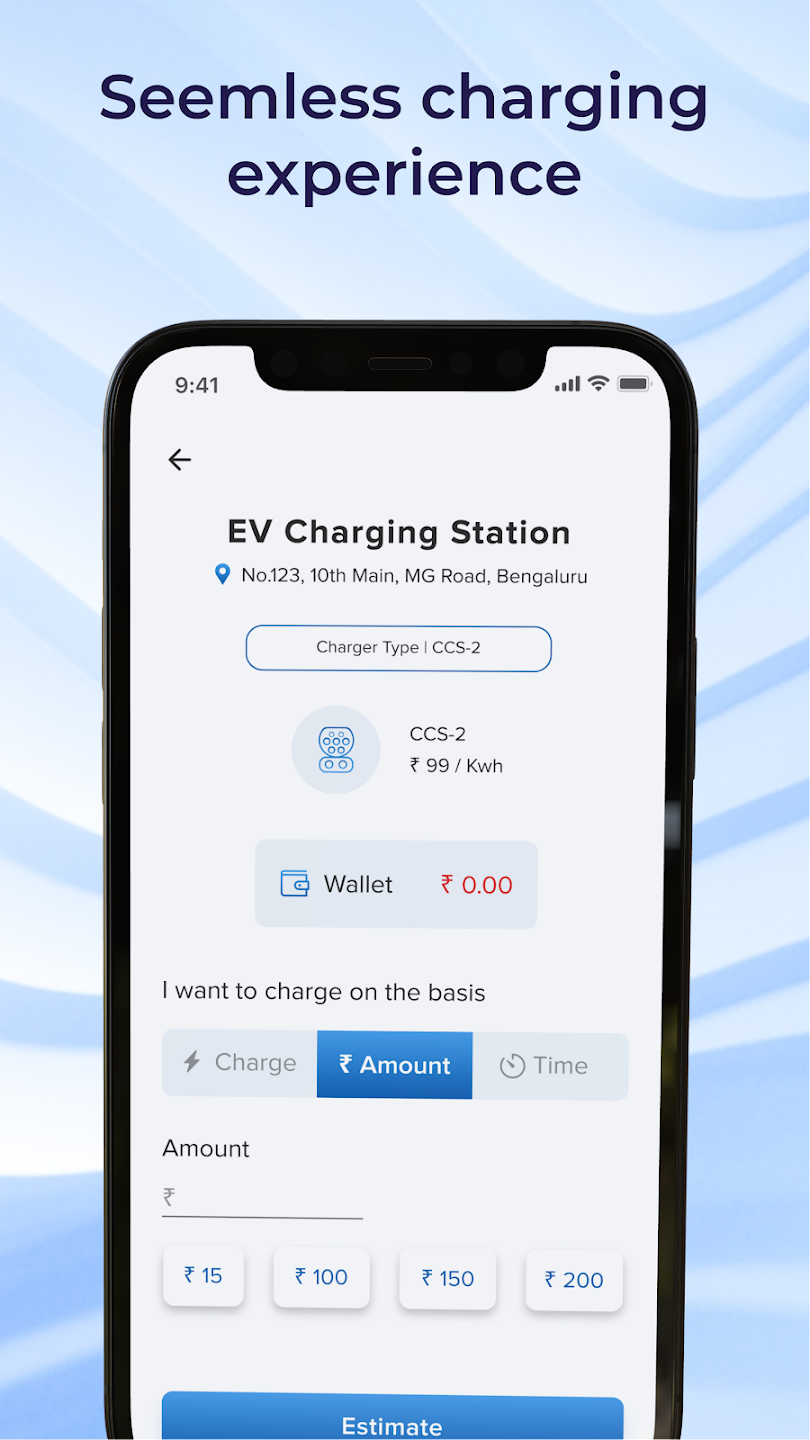 Seemless charging
experience
9:41
EV Charging Station
No.123, 10th Main, MG Road, Bengaluru
Charger Type | CCS-2
CCS-2
₹ 99 / Kwh
Wallet ₹ 0.00
I want to charge on the basis
Charge ₹ Amount Time
Amount
₹
₹ 15 ₹ 100 ₹ 150 ₹ 200
Estimate